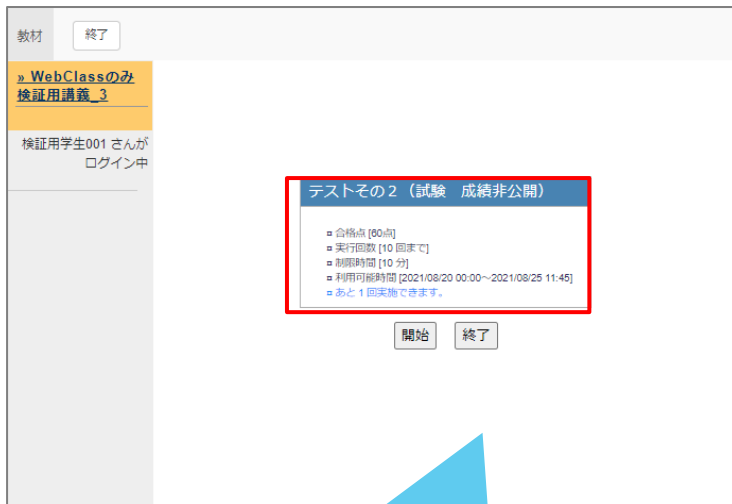 教材
終了
» WebClassのみ
検証用講義_3
検証用学生001 さんが
ログイン中
テストその２（試験　成績非公開）
合格点 [60点]
実行回数 [10 回まで]
制限時間 [10 分]
利用可能時間 [2021/08/20 00:00～2021/08/25 11:45]
あと 1 回実施できます。
開始
終了